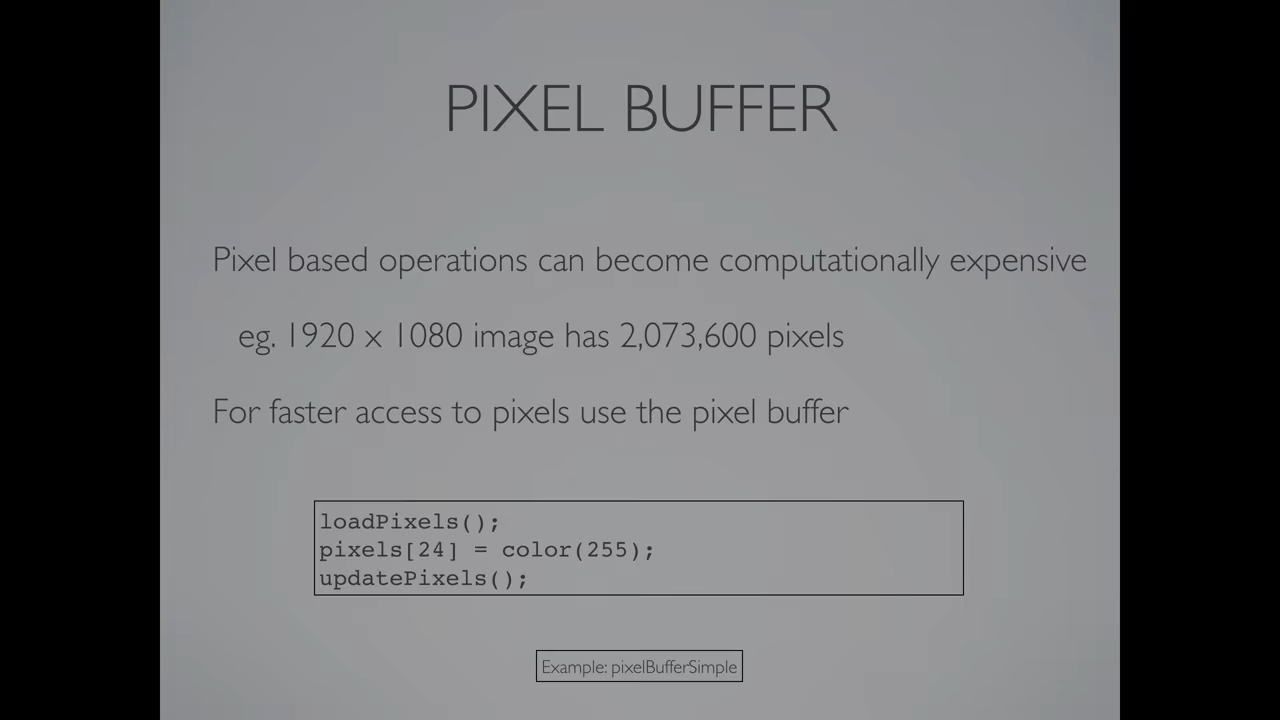 PIXEL BUFFER
Pixel based operations can become computationally expensive
eg. 1920 x 1080 image has 2,073,600 pixels
For faster access to pixels use the pixel buffer
loadPixels();
pixels[24] = color(255);
updatePixels();
Example: pixelBufferSimple